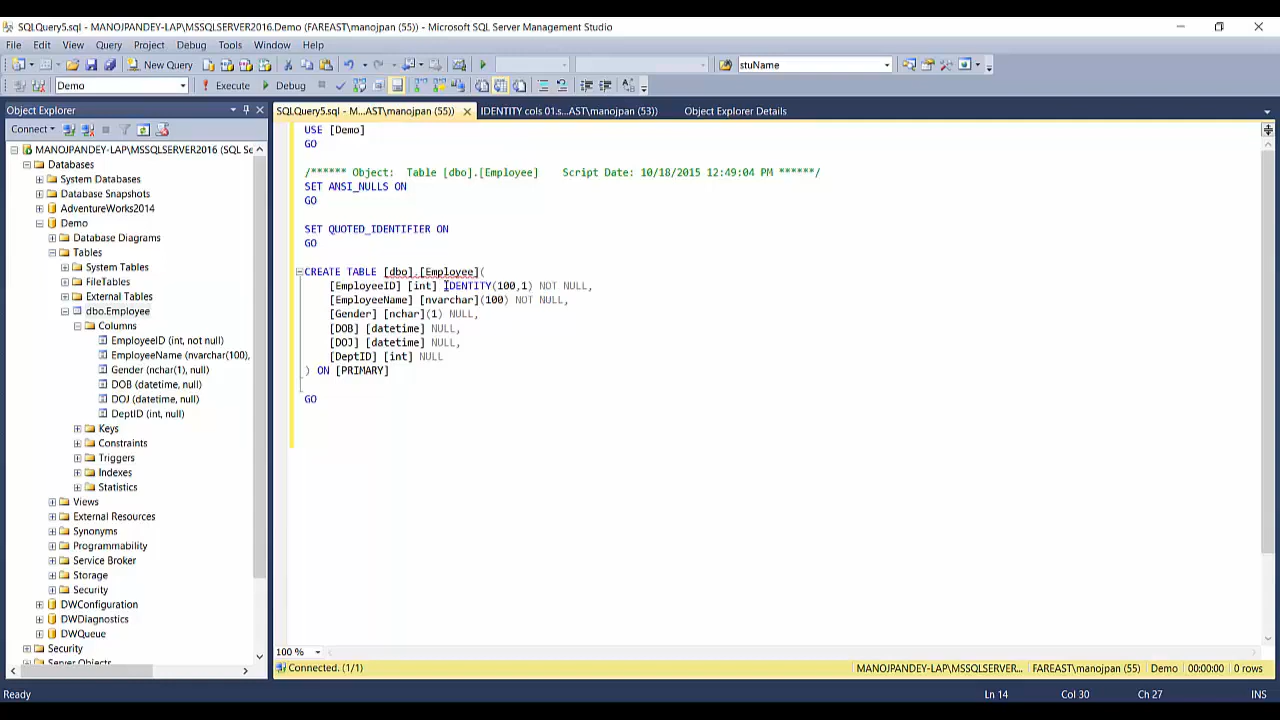 SQLQuery5.sql - MANOJPANDEY-LAP\MSSQLSERVER2016.Demo (FAREAST\manojpan (55)) - Microsoft SQL Server Management Studio
File Edit View Query Project Debug Tools Window Help
New Query stuName
Demo Execute Debug
Object Explorer
SQLQuery5.sql - M...AST\manojpan (55)) IDENTITY cols 01.s...AST\manojpan (53)) Object Explorer Details
Connect
MANOJPANDEY-LAP\MSSQLSERVER2016 (SQL Se
Databases
System Databases
Database Snapshots
AdventureWorks2014
Demo
Database Diagrams
Tables
System Tables
FileTables
External Tables
dbo.Employee
Columns
EmployeeID (int, not null)
EmployeeName (nvarchar(100),
Gender (nchar(1), null)
DOB (datetime, null)
DOJ (datetime, null)
DeptID (int, null)
Keys
Constraints
Triggers
Indexes
Statistics
Views
External Resources
Synonyms
Programmability
Service Broker
Storage
Security
DWConfiguration
DWDiagnostics
DWQueue
Security
Server Objects
USE [Demo]
GO
/****** Object:  Table [dbo].[Employee]    Script Date: 10/18/2015 12:49:04 PM ******/
SET ANSI_NULLS ON
GO
SET QUOTED_IDENTIFIER ON
GO
CREATE TABLE [dbo].[Employee](
[EmployeeID] [int] IDENTITY(100,1) NOT NULL,
[EmployeeName] [nvarchar](100) NOT NULL,
[Gender] [nchar](1) NULL,
[DOB] [datetime] NULL,
[DOJ] [datetime] NULL,
[DeptID] [int] NULL
) ON [PRIMARY]
GO
100 %
Connected. (1/1) MANOJPANDEY-LAP\MSSQLSERVER... FAREAST\manojpan (55) Demo 00:00:00 0 rows
Ready Ln 14 Col 30 Ch 27 INS